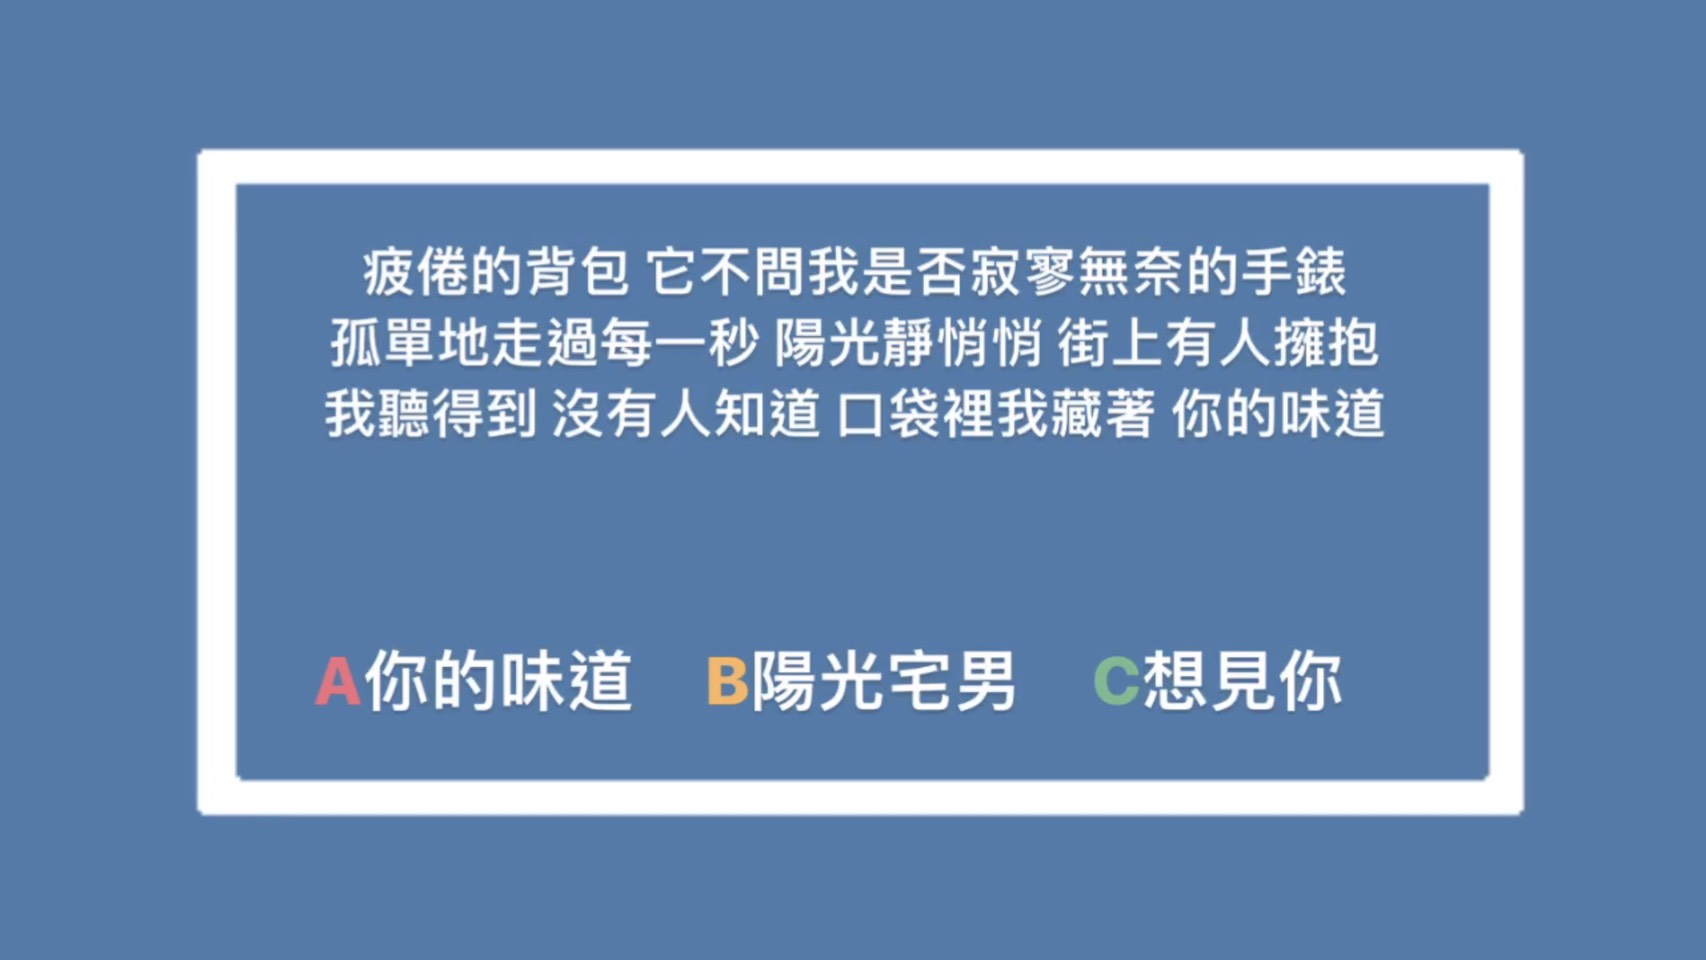 疲倦的背包 它不問我是否寂寥無奈的手錶
孤單地走過每一秒 陽光靜悄悄 街上有人擁抱
我聽得到 沒有人知道 口袋裡我藏著 你的味道
A你的味道 B陽光宅男 C想見你